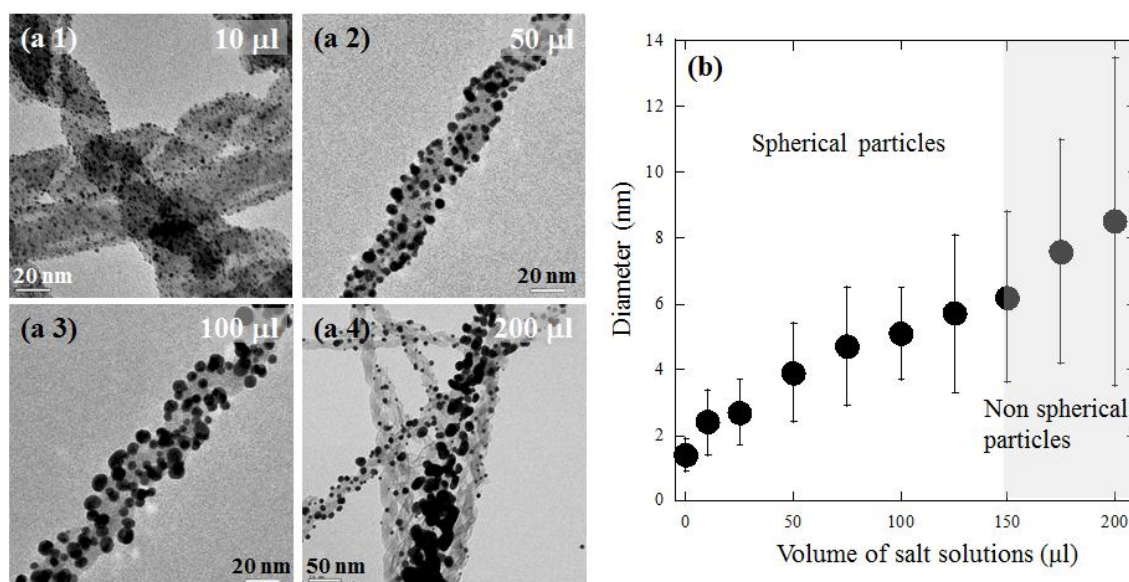 (a 1) 10 µl
20 nm
(a 2) 50 µl
20 nm
(a 3) 100 µl
20 nm
(a 4) 200 µl
50 nm
(b)
14
12
10
8
6
4
2
0
Diameter (nm)
Spherical particles
Non spherical
particles
0 50 100 150 200
Volume of salt solutions (µl)